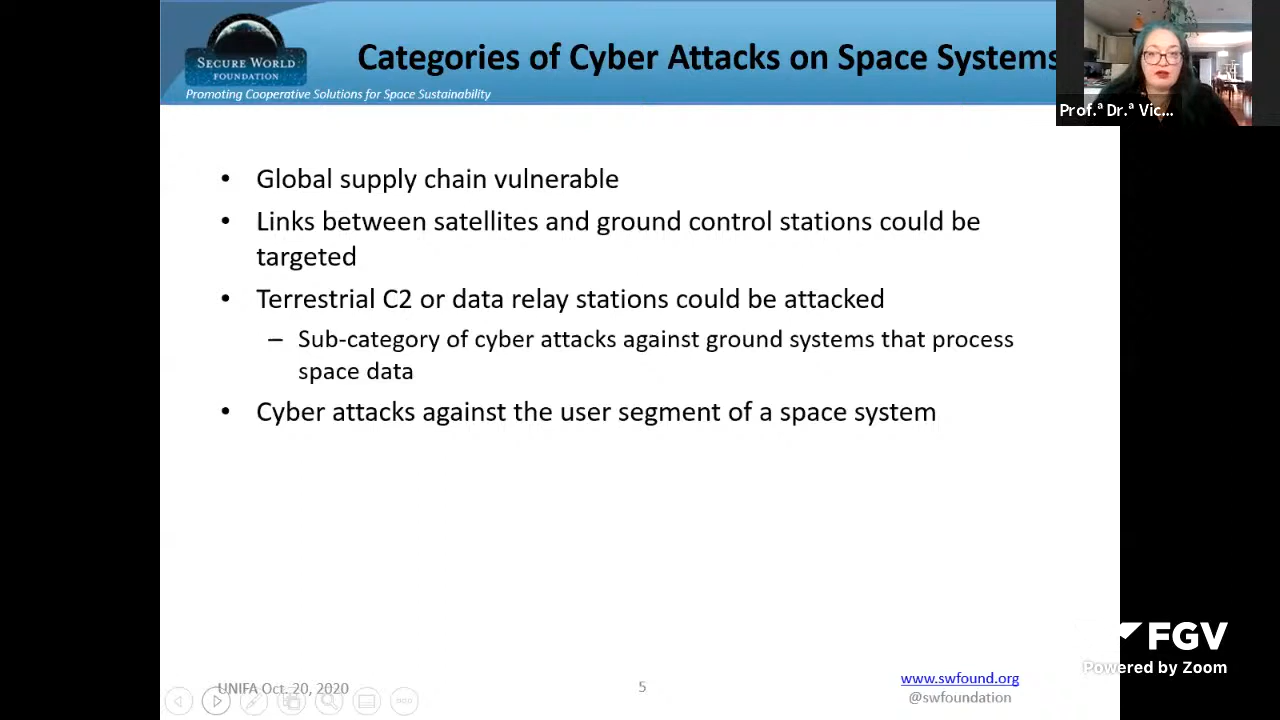 SECURE WORLD
FOUNDATION
Promoting Cooperative Solutions for Space Sustainability
Categories of Cyber Attacks on Space Systems
Prof.ª Dr.ª Vic...
• Global supply chain vulnerable
• Links between satellites and ground control stations could be
targeted
• Terrestrial C2 or data relay stations could be attacked
– Sub-category of cyber attacks against ground systems that process
space data
• Cyber attacks against the user segment of a space system
UNIFA Oct. 20, 2020
5
www.swfound.org
@swfoundation
FGV
Powered by Zoom